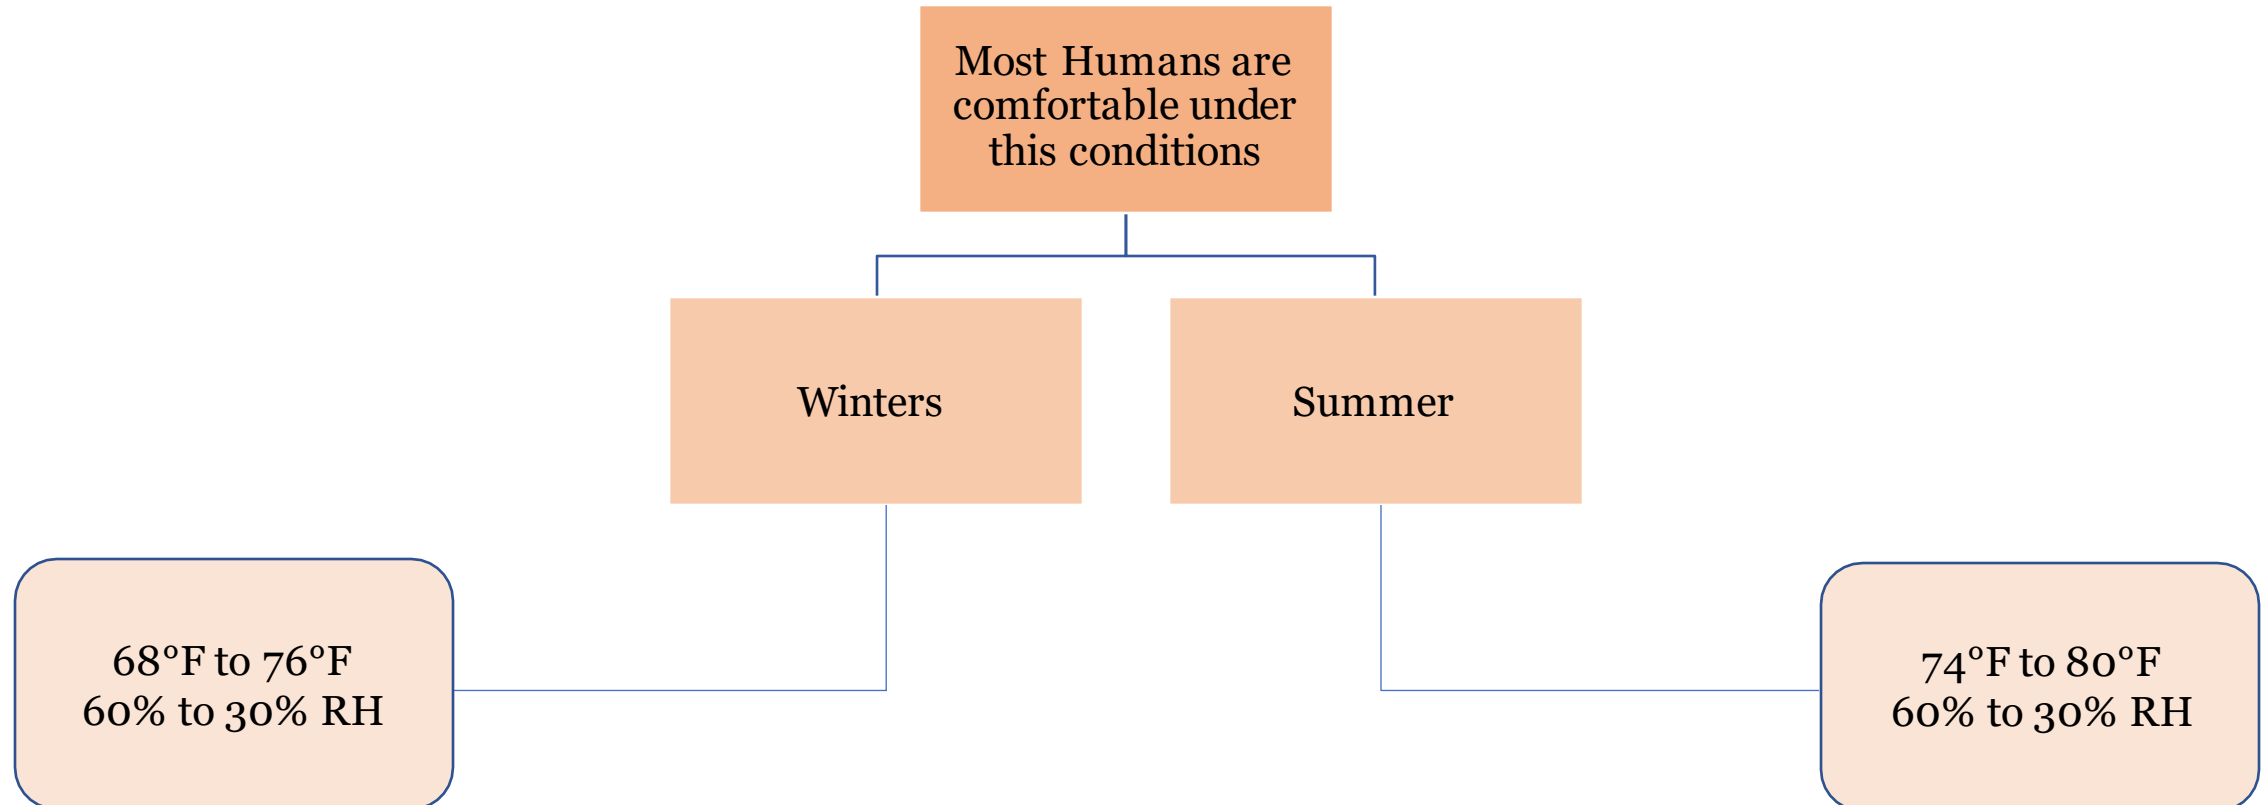 Most Humans are
comfortable under
this conditions
Winters
Summer
68°F to 76°F
60% to 30% RH
74°F to 80°F
60% to 30% RH